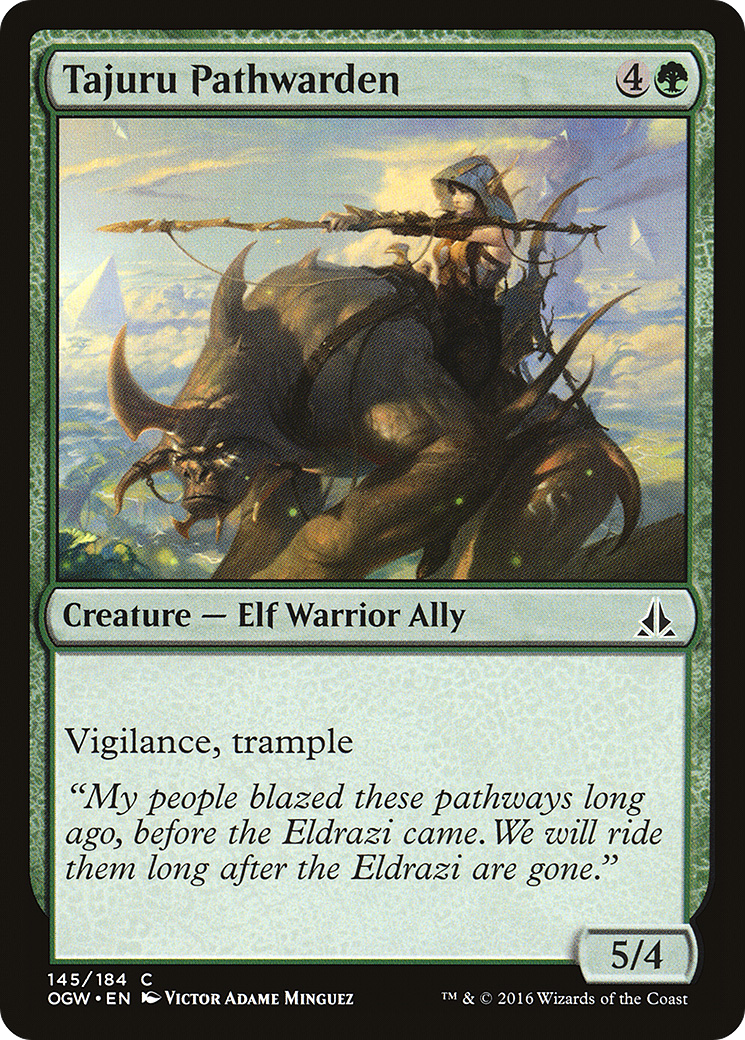 Tajuru Pathwarden 4
Creature — Elf Warrior Ally
Vigilance, trample
“My people blazed these pathways long
ago, before the Eldrazi came. We will ride
them long after the Eldrazi are gone.”
5/4
145/184 C
OGW • EN Victor Adame Minguez
™ & © 2016 Wizards of the Coast